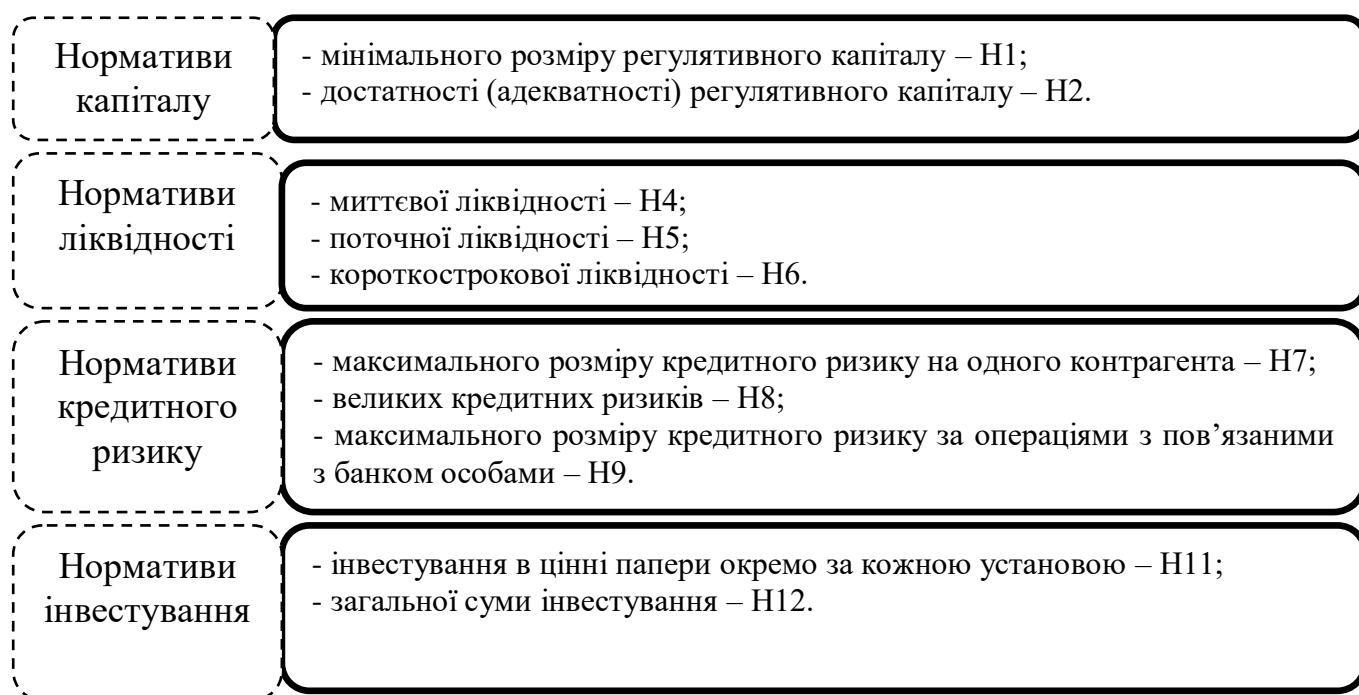 Нормативи
капіталу
- мінімального розміру регулятивного капіталу – Н1;
- достатності (адекватності) регулятивного капіталу – Н2.
Нормативи
ліквідності
- миттєвої ліквідності – Н4;
- поточної ліквідності – Н5;
- короткострокової ліквідності – Н6.
Нормативи
кредитного
ризику
- максимального розміру кредитного ризику на одного контрагента – Н7;
- великих кредитних ризиків – Н8;
- максимального розміру кредитного ризику за операціями з пов’язаними
з банком особами – Н9.
Нормативи
інвестування
- інвестування в цінні папери окремо за кожною установою – Н11;
- загальної суми інвестування – Н12.